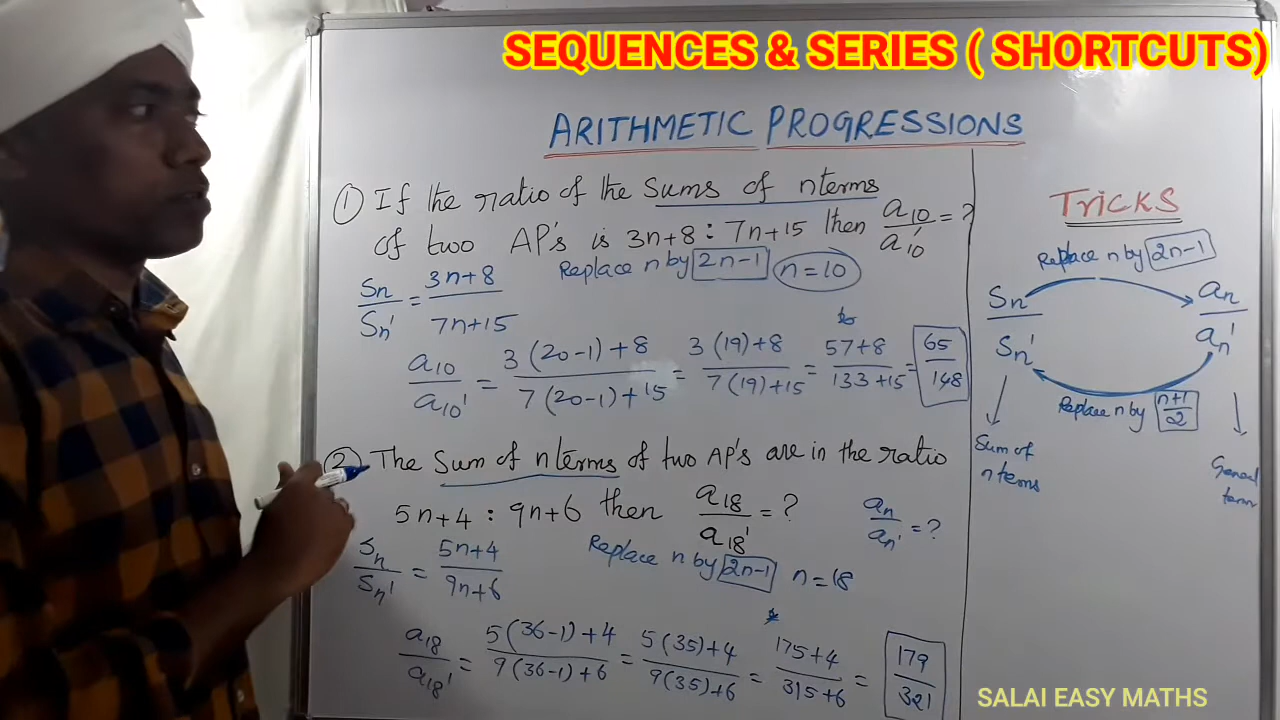 SEQUENCES & SERIES ( SHORTCUTS)
ARITHMETIC PROGRESSIONS
① If the ratio of the Sums of n terms
of two AP's is 3n+8 : 7n+15 then a10/a10' = ?
Replace n by 2n-1 n=10
Sn/Sn' = 3n+8/7n+15
a10/a10' = 3(20-1)+8/7(20-1)+15 = 3(19)+8/7(19)+15 = 57+8/133+15 = 65/148
② The Sum of n terms of two AP's are in the ratio
5n+4 : 9n+6 then a18/a18' = ? an/an' = ?
Replace n by 2n-1 n=18
Sn/Sn' = 5n+4/9n+6
a18/a18' = 5(36-1)+4/9(36-1)+6 = 5(35)+4/9(35)+6 = 175+4/315+6 = 179/321
TRICKS
Replace n by 2n-1
Sn/Sn' an/an'
Replace n by n+1/2
Sum of
n terms
General
term
SALAI EASY MATHS